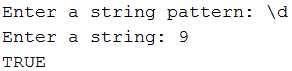 Enter a string pattern: \d
Enter a string: 9
TRUE